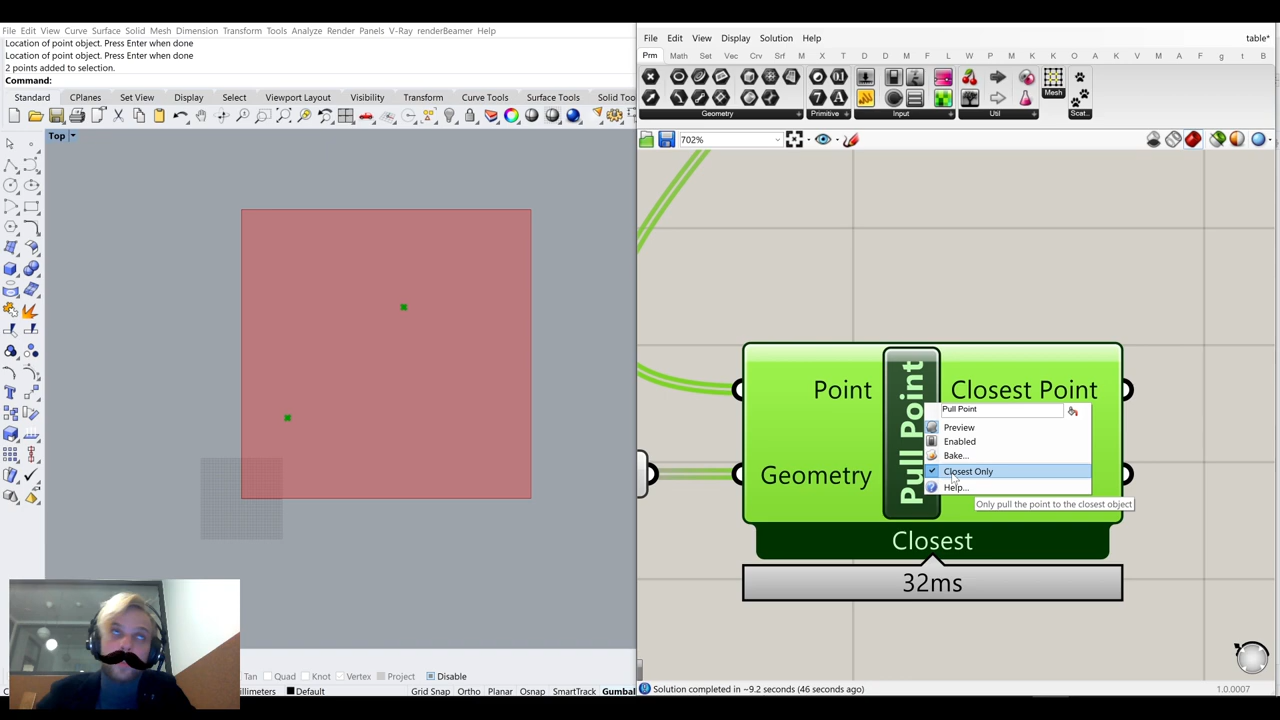 File Edit View Curve Surface Solid Mesh Dimension Transform Tools Analyze Render Panels V-Ray renderBeamer Help
Location of point object. Press Enter when done
Location of point object. Press Enter when done
2 points added to selection.
Command:
Standard CPlanes Set View Display Select Viewport Layout Visibility Transform Curve Tools Surface Tools Solid Too
Top
Tan Quad Knot Vertex Project Disable
illimeters Default Grid Snap Ortho Planar Osnap SmartTrack Gumbal
File Edit View Display Solution Help table*
Prm Math Set Vec Crv Srf M X T D D M F L W P M K K O A C A E F g t B
Mesh
Geometry Primitive Input Util Scat...
702%
Point Pull Point Closest Point
Geometry
Pull Point
Preview
Enabled
Bake...
Closest Only
Help...
Only pull the point to the closest object
Closest
32ms
Solution completed in ~9.2 seconds (46 seconds ago) 1.0.0007